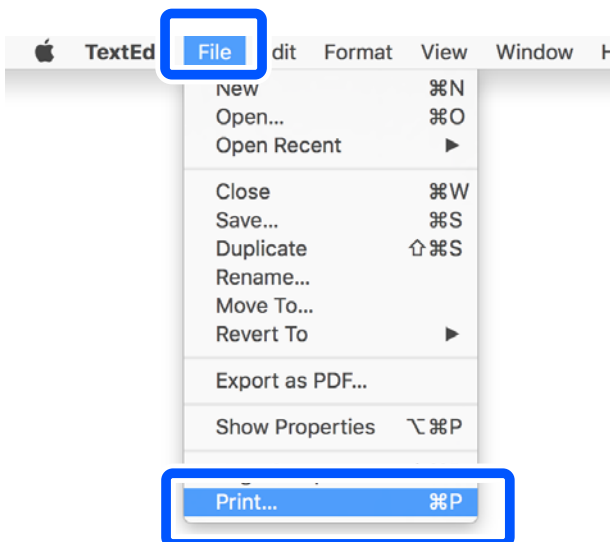 TextEd File dit Format View Window H
New ⌘N
Open... ⌘O
Open Recent ▶
Close ⌘W
Save... ⌘S
Duplicate ⇧⌘S
Rename...
Move To...
Revert To ▶
Export as PDF...
Show Properties ⌥⌘P
Print... ⌘P